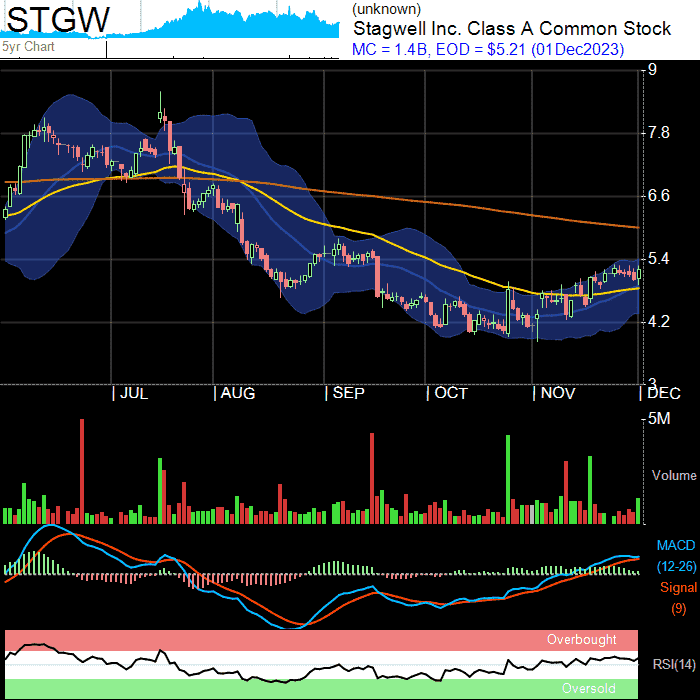 STGW
5yr Chart
(unknown)
Stagwell Inc. Class A Common Stock
MC = 1.4B, EOD = $5.21 (01Dec2023)
9
7.8
6.6
5.4
4.2
3
JUL AUG SEP OCT NOV DEC
5M
Volume
MACD
(12-26)
Signal
(9)
Overbought
RSI(14)
Oversold